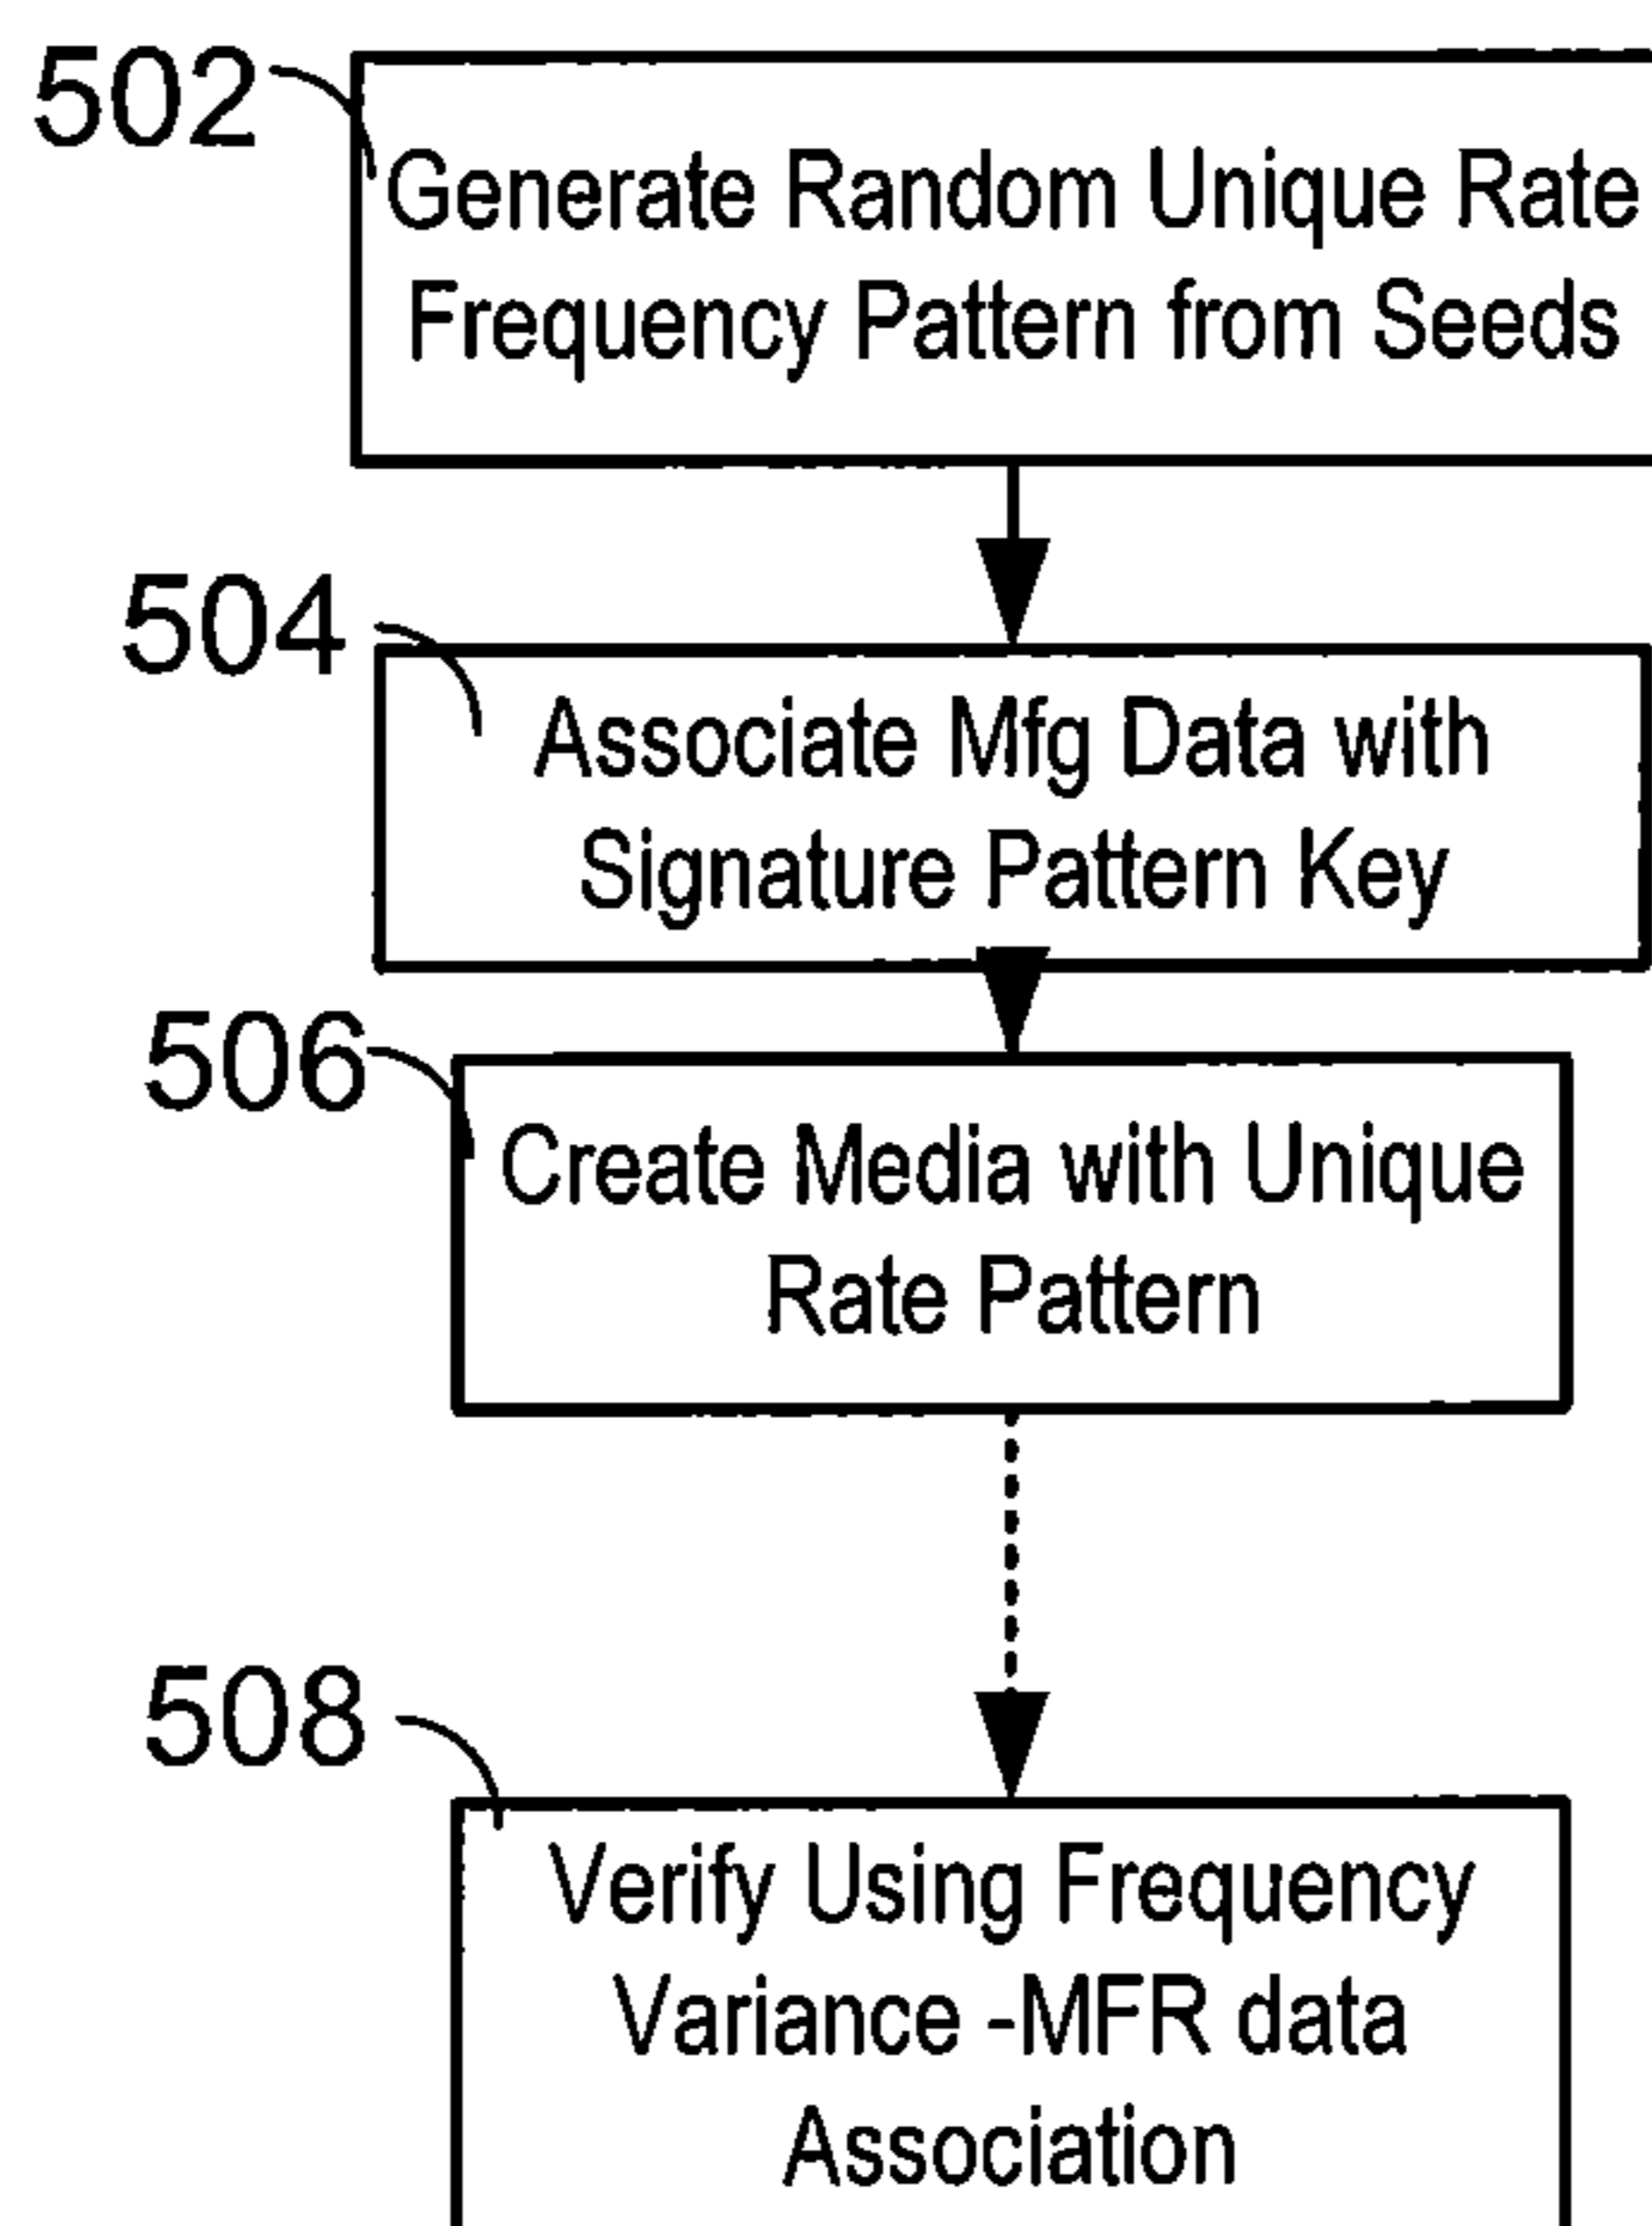 502
Generate Random Unique Rate
Frequency Pattern from Seeds
504
Associate Mfg Data with
Signature Pattern Key
506
Create Media with Unique
Rate Pattern
508
Verify Using Frequency
Variance -MFR data
Association